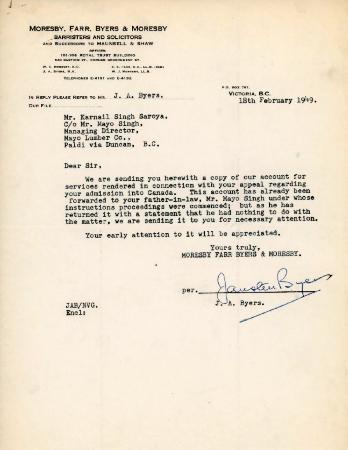 MORESBY, FARR, BYERS & MORESBY
BARRISTERS AND SOLICITORS
AND SUCCESSORS TO MAUNSELL & SHAW
OFFICES
ROYAL TRUST BUILDING
TELEPHONES
IN REPLY PLEASE REFER TO MR. J. A. Byers.
OUR FILE
P.O. BOX 741.
VICTORIA, B.C.
18th February 1949.
Mr. Karnail Singh Saroya,
C/o Mr. Mayo Singh,
Managing Director,
Mayo Lumber Co.,
Paldi via Duncan, B.C.
Dear Sir,
We are sending you herewith a copy of our account for
services rendered in connection with your appeal regarding
your admission into Canada. This account has already been
forwarded to your father-in-law, Mr. Mayo Singh under whose
instructions proceedings were commenced; but as he has
returned it with a statement that he had nothing to do with
the matter, we are sending it to you for necessary attention.
Your early attention to it will be appreciated.
Yours truly,
MORESBY FARR BYERS & MORESBY.
per.
J. A. Byers.
JAB/NVG.
Encl: